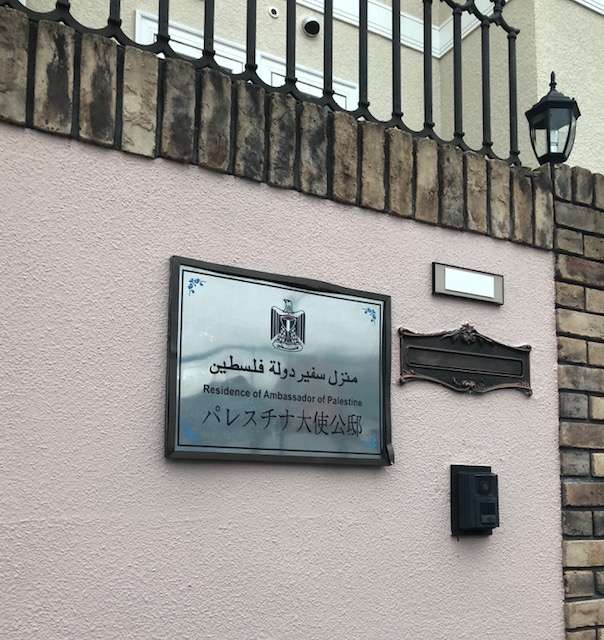 منزل سفير دولة فلسطين
Residence of Ambassador of Palestine
パレスチナ大使公邸